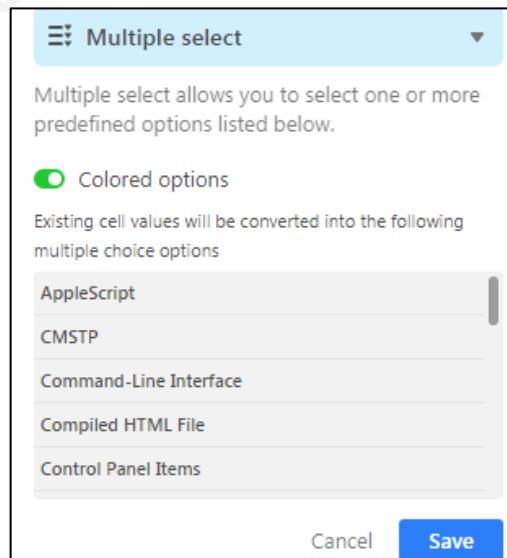 Multiple select
Multiple select allows you to select one or more
predefined options listed below.
Colored options
Existing cell values will be converted into the following
multiple choice options
AppleScript
CMSTP
Command-Line Interface
Compiled HTML File
Control Panel Items
Cancel Save